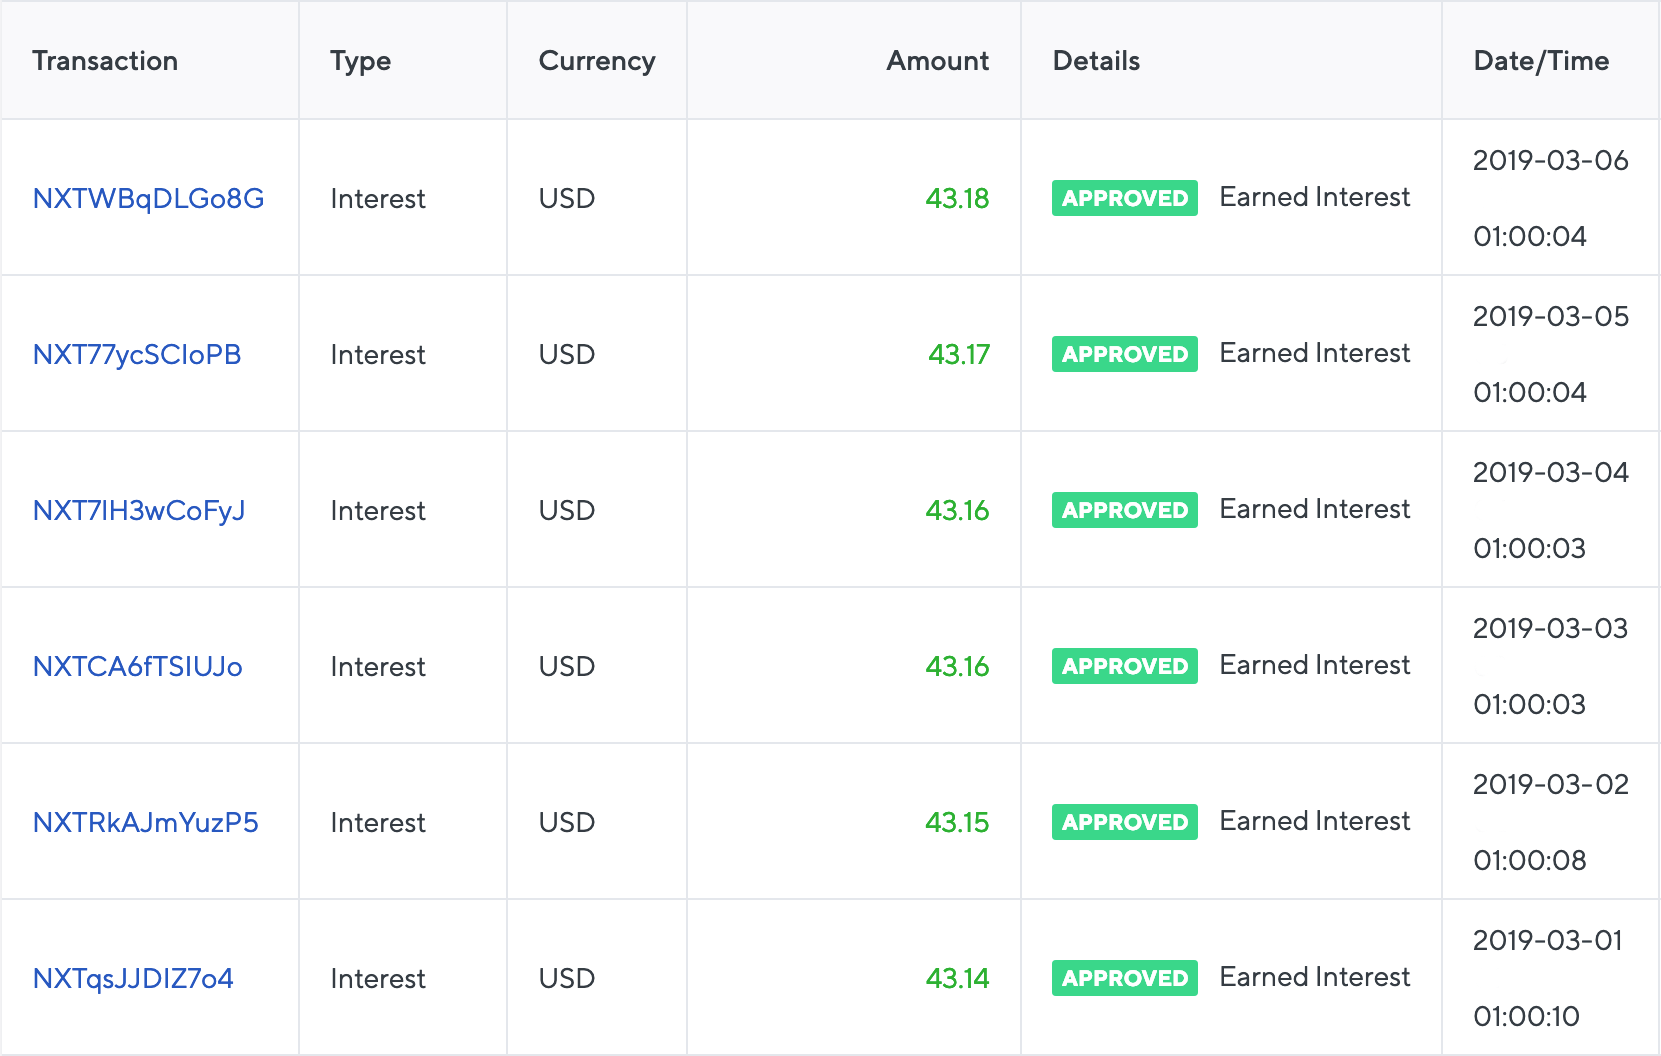 Transaction Type Currency Amount Details Date/Time
2019-03-06
NXTWBqDLGo8G Interest USD 43.18 APPROVED Earned Interest
01:00:04
2019-03-05
NXT77ycSCIoPB Interest USD 43.17 APPROVED Earned Interest
01:00:04
2019-03-04
NXT7IH3wCoFyJ Interest USD 43.16 APPROVED Earned Interest
01:00:03
2019-03-03
NXTCA6fTSIUJo Interest USD 43.16 APPROVED Earned Interest
01:00:03
2019-03-02
NXTRkAJmYuzP5 Interest USD 43.15 APPROVED Earned Interest
01:00:08
2019-03-01
NXTqsJJDIZ7o4 Interest USD 43.14 APPROVED Earned Interest
01:00:10